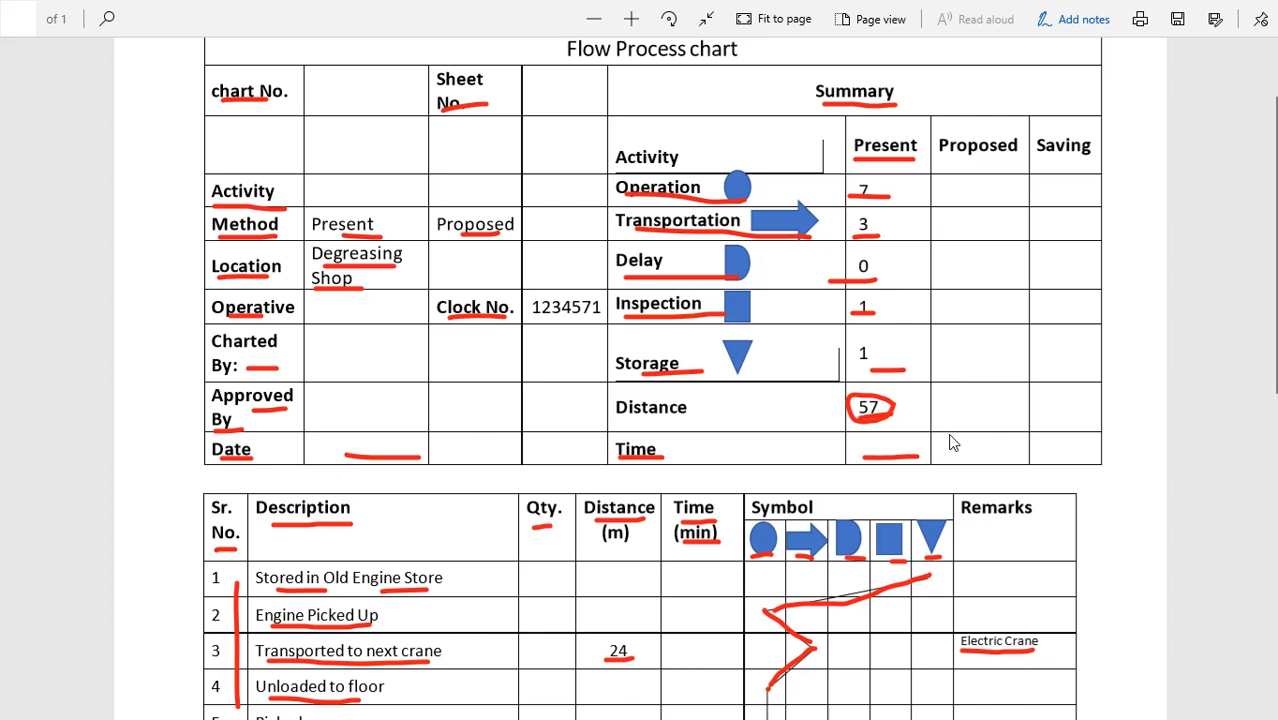 of 1
Fit to page
Page view
Read aloud
Add notes
Flow Process chart
chart No.
Sheet
No.
Summary
Activity
Present
Proposed
Saving
Activity
Operation
7
Method
Present
Proposed
Transportation
3
Location
Degreasing
Shop
Delay
0
Operative
Clock No.
1234571
Inspection
1
Charted
By:
Storage
1
Approved
By
Distance
57
Date
Time
Sr.
No.
Description
Qty.
Distance
(m)
Time
(min)
Symbol
Remarks
1
Stored in Old Engine Store
2
Engine Picked Up
3
Transported to next crane
24
Electric Crane
4
Unloaded to floor